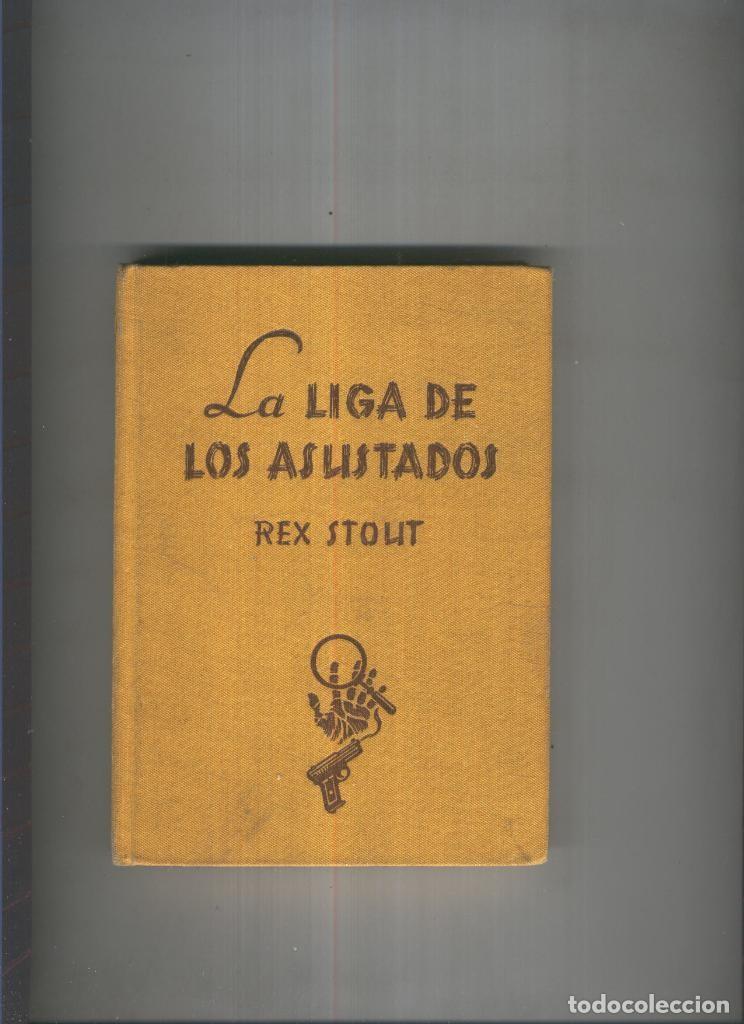 La LIGA DE
LOS ASUSTADOS
REX STOUT
todocoleccion